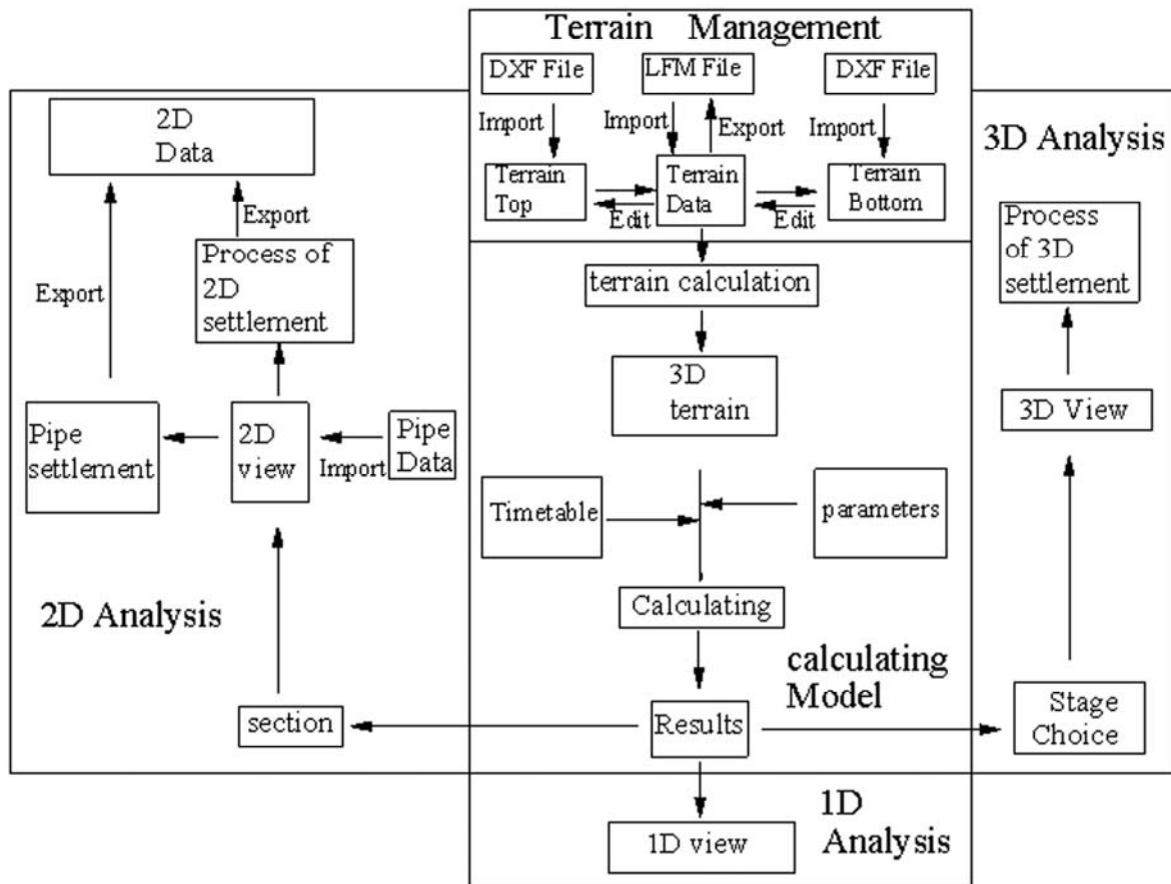 Terrain Management
DXF File
LFM File
DXF File
Import
Import
Export
Import
Terrain
Top
Terrain
Data
Terrain
Bottom
Edit
Edit
2D
Data
Export
Process of
2D
settlement
Export
Pipe
settlement
2D
view
Import
Pipe
Data
2D Analysis
section
terrain calculation
3D
terrain
Timetable
parameters
Calculating
calculating
Model
Results
1D
Analysis
1D view
3D Analysis
Process
of 3D
settlement
3D View
Stage
Choice